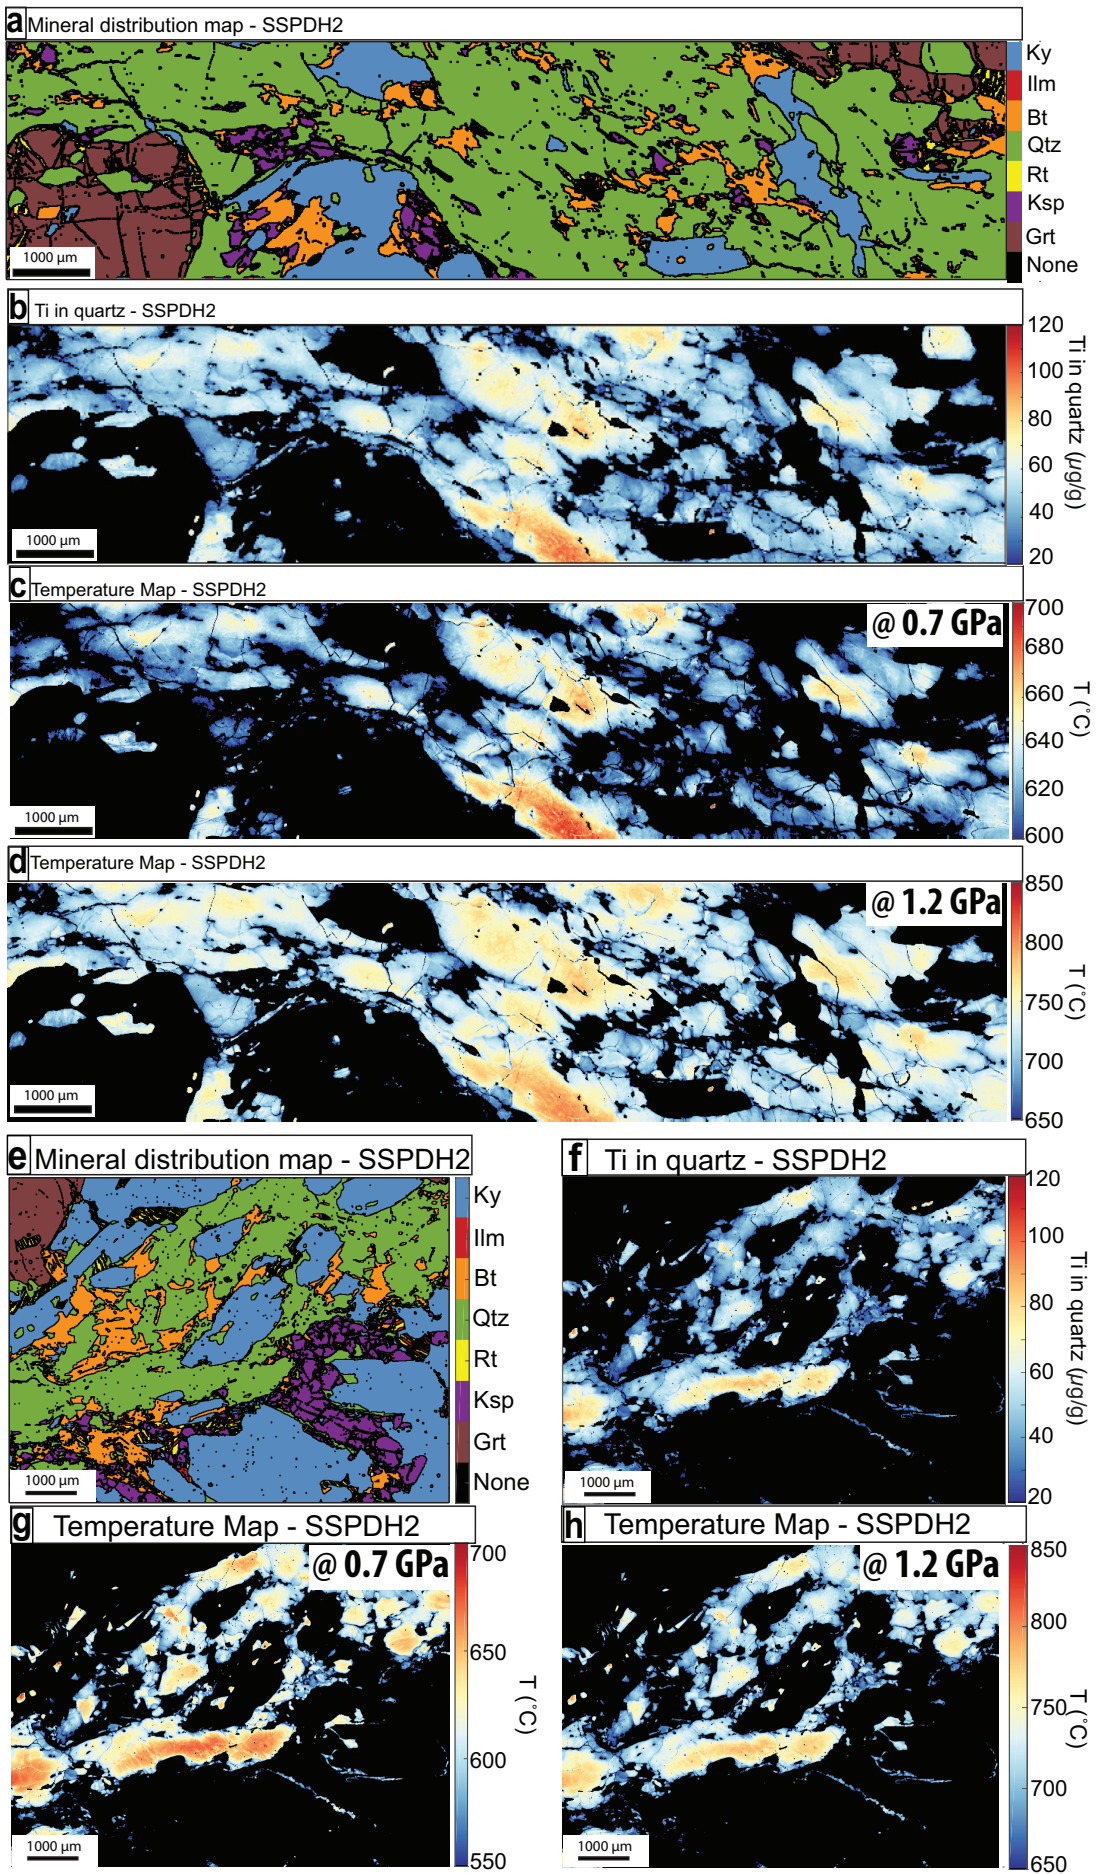 a Mineral distribution map - SSPDH2
Ky
Ilm
Bt
Qtz
Rt
Ksp
Grt
None
1000 µm
b Ti in quartz - SSPDH2
120
100
80
60
40
20
Ti in quartz (µg/g)
1000 µm
c Temperature Map - SSPDH2
@ 0.7 GPa
700
680
660
640
620
600
T (°C)
1000 µm
d Temperature Map - SSPDH2
@ 1.2 GPa
850
800
750
700
650
T (°C)
1000 µm
e Mineral distribution map - SSPDH2
Ky
Ilm
Bt
Qtz
Rt
Ksp
Grt
None
1000 µm
f Ti in quartz - SSPDH2
120
100
80
60
40
20
Ti in quartz (µg/g)
1000 µm
g Temperature Map - SSPDH2
@ 0.7 GPa
700
650
600
550
T (°C)
1000 µm
h Temperature Map - SSPDH2
@ 1.2 GPa
850
800
750
700
650
T (°C)
1000 µm